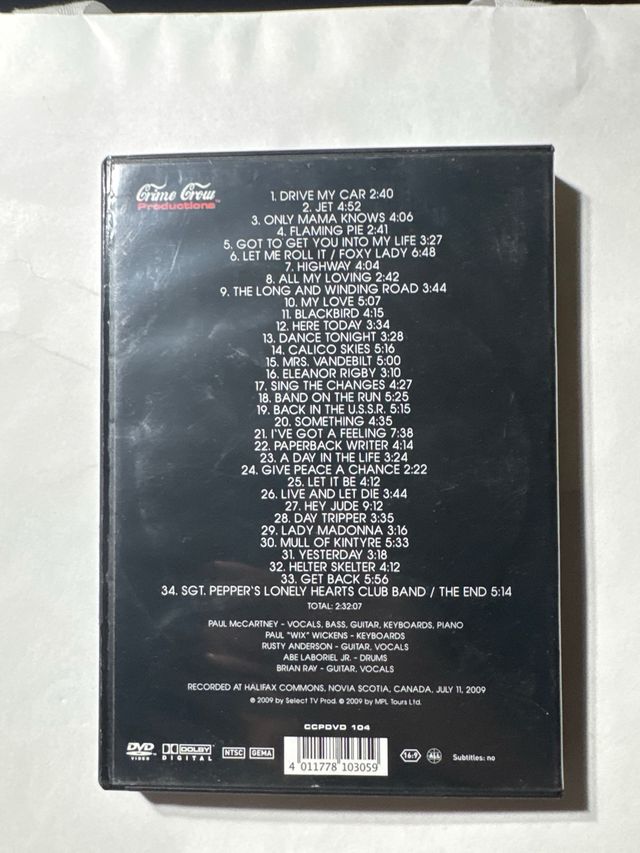 Crime Crow
Productions™
1. DRIVE MY CAR 2:40
2. JET 4:52
3. ONLY MAMA KNOWS 4:06
4. FLAMING PIE 2:41
5. GOT TO GET YOU INTO MY LIFE 3:27
6. LET ME ROLL IT / FOXY LADY 6:48
7. HIGHWAY 4:04
8. ALL MY LOVING 2:42
9. THE LONG AND WINDING ROAD 3:44
10. MY LOVE 5:07
11. BLACKBIRD 4:15
12. HERE TODAY 3:34
13. DANCE TONIGHT 3:28
14. CALICO SKIES 5:16
15. MRS. VANDEBILT 5:00
16. ELEANOR RIGBY 3:10
17. SING THE CHANGES 4:27
18. BAND ON THE RUN 5:25
19. BACK IN THE U.S.S.R. 5:15
20. SOMETHING 4:35
21. I'VE GOT A FEELING 7:38
22. PAPERBACK WRITER 4:14
23. A DAY IN THE LIFE 3:24
24. GIVE PEACE A CHANCE 2:22
25. LET IT BE 4:12
26. LIVE AND LET DIE 3:44
27. HEY JUDE 9:12
28. DAY TRIPPER 3:35
29. LADY MADONNA 3:16
30. MULL OF KINTYRE 5:33
31. YESTERDAY 3:18
32. HELTER SKELTER 4:12
33. GET BACK 5:56
34. SGT. PEPPER'S LONELY HEARTS CLUB BAND / THE END 5:14
TOTAL: 2:32:07
PAUL McCARTNEY - VOCALS, BASS, GUITAR, KEYBOARDS, PIANO
PAUL "WIX" WICKENS - KEYBOARDS
RUSTY ANDERSON - GUITAR, VOCALS
ABE LABORIEL JR. - DRUMS
BRIAN RAY - GUITAR, VOCALS
RECORDED AT HALIFAX COMMONS, NOVIA SCOTIA, CANADA, JULY 11, 2009
℗ 2009 by Select TV Prod. © 2009 by MPL Tours Ltd.
CCPDVD 104
DVD VIDEO DOLBY DIGITAL NTSC GEMA 4 011778 103059 16:9 ALL Subtitles: no